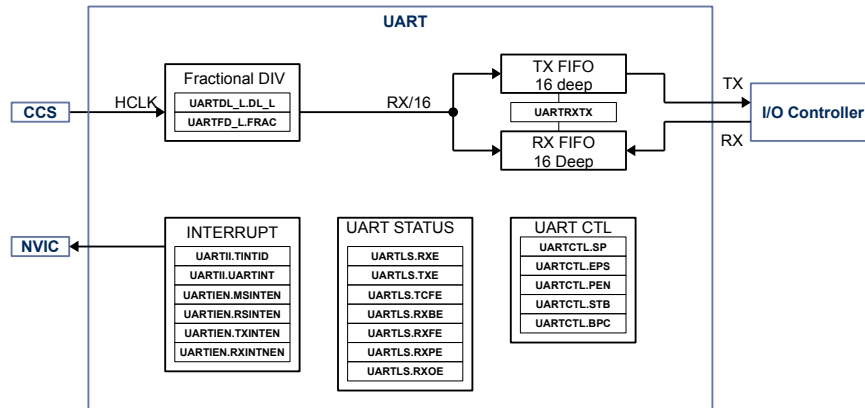 UART
Fractional DIV
UARTDL_L.DL_L
UARTFD_L.FRAC
CCS
HCLK
RX/16
TX FIFO
16 deep
UARTRXTX
RX FIFO
16 Deep
TX
RX
I/O Controller
NVIC
INTERRUPT
UARTII.TINTID
UARTII.UARTINT
UARTIEN.MSINTEN
UARTIEN.RSINTEN
UARTIEN.TXINTEN
UARTIEN.RXINTNEN
UART STATUS
UARTLS.RXE
UARTLS.TXE
UARTLS.TCFE
UARTLS.RXBE
UARTLS.RXFE
UARTLS.RXPE
UARTLS.RXOE
UART CTL
UARTCTL.SP
UARTCTL.EPS
UARTCTL.PEN
UARTCTL.STB
UARTCTL.BPC